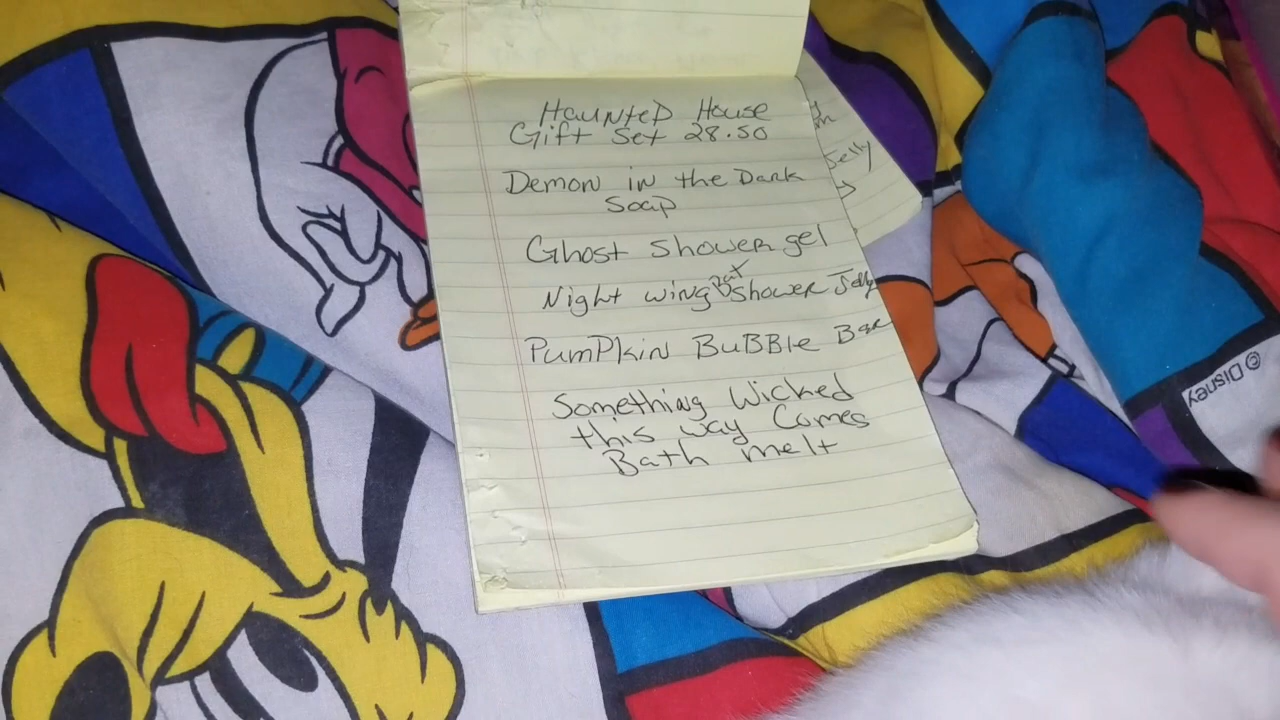 Haunted House
Gift Set 28.50
Demon in the Dark
Soap
Ghost shower gel
Night wing Bat shower Jelly
Pumpkin Bubble Bar
Something Wicked
this way Comes
Bath melt
Jelly
© Disney